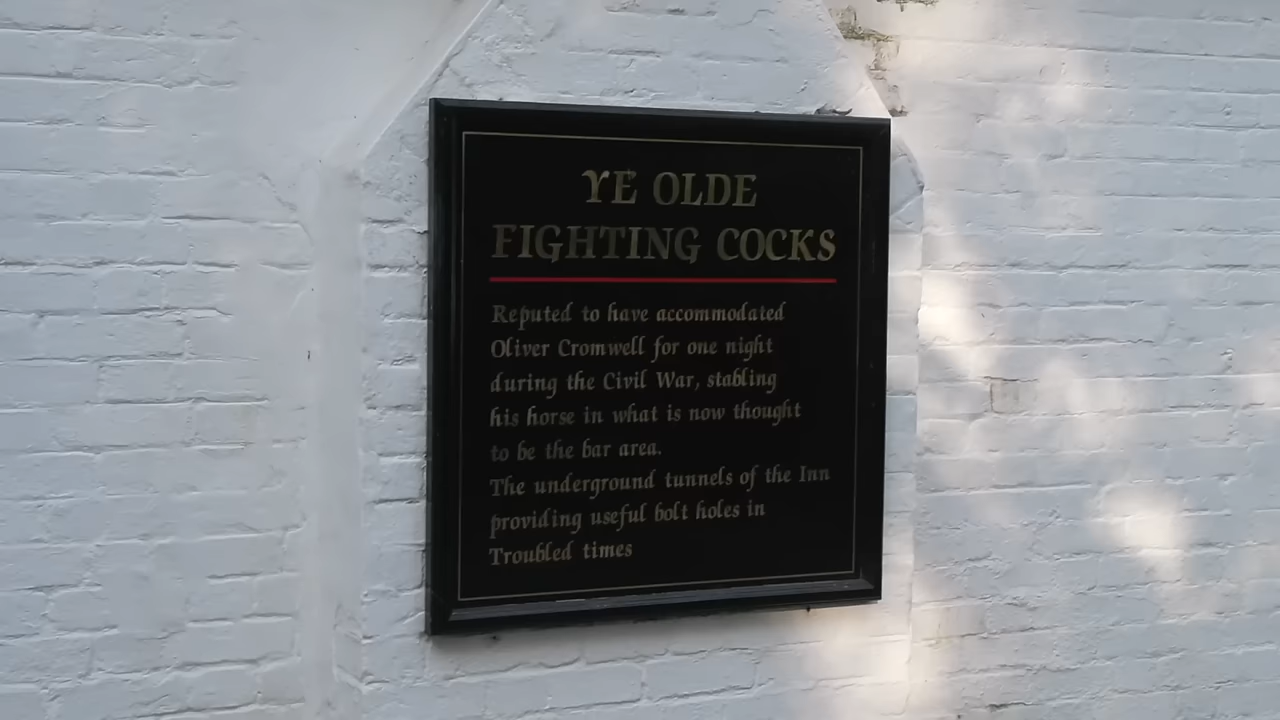 YE OLDE
FIGHTING COCKS
Reputed to have accommodated
Oliver Cromwell for one night
during the Civil War, stabling
his horse in what is now thought
to be the bar area.
The underground tunnels of the Inn
providing useful bolt holes in
Troubled times